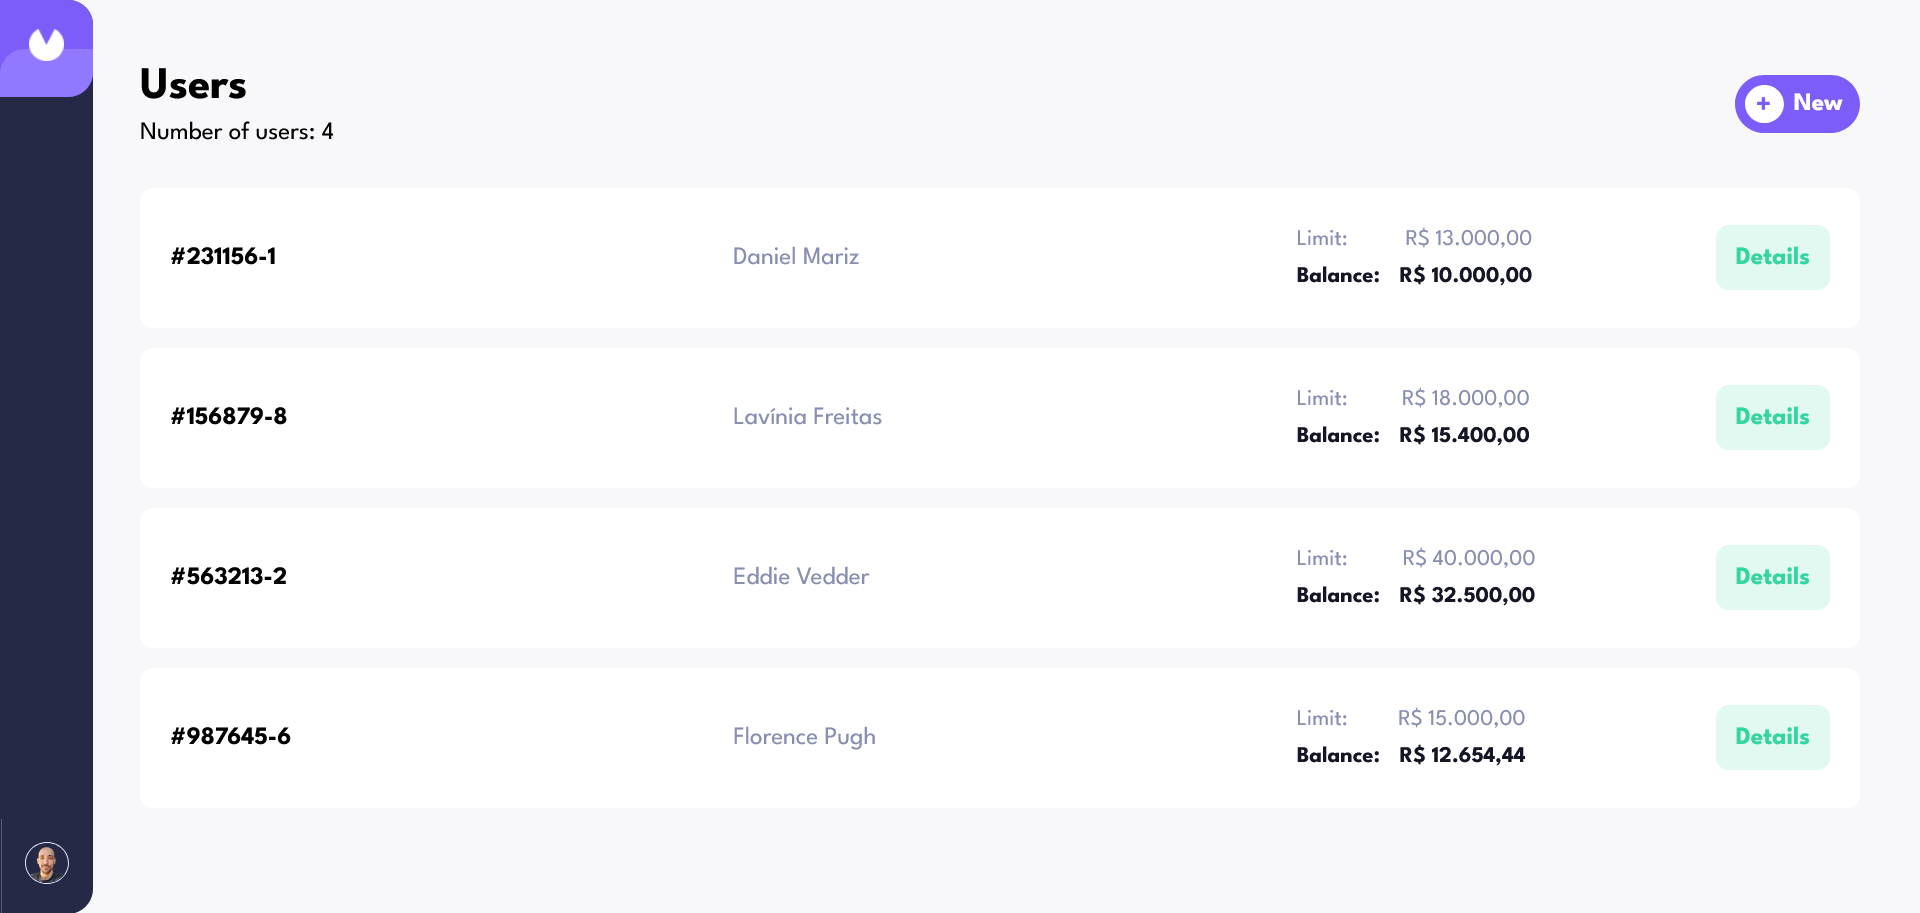 Users
Number of users: 4
+ New
#231156-1
Daniel Mariz
Limit: R$ 13.000,00
Balance: R$ 10.000,00
Details
#156879-8
Lavínia Freitas
Limit: R$ 18.000,00
Balance: R$ 15.400,00
Details
#563213-2
Eddie Vedder
Limit: R$ 40.000,00
Balance: R$ 32.500,00
Details
#987645-6
Florence Pugh
Limit: R$ 15.000,00
Balance: R$ 12.654,44
Details